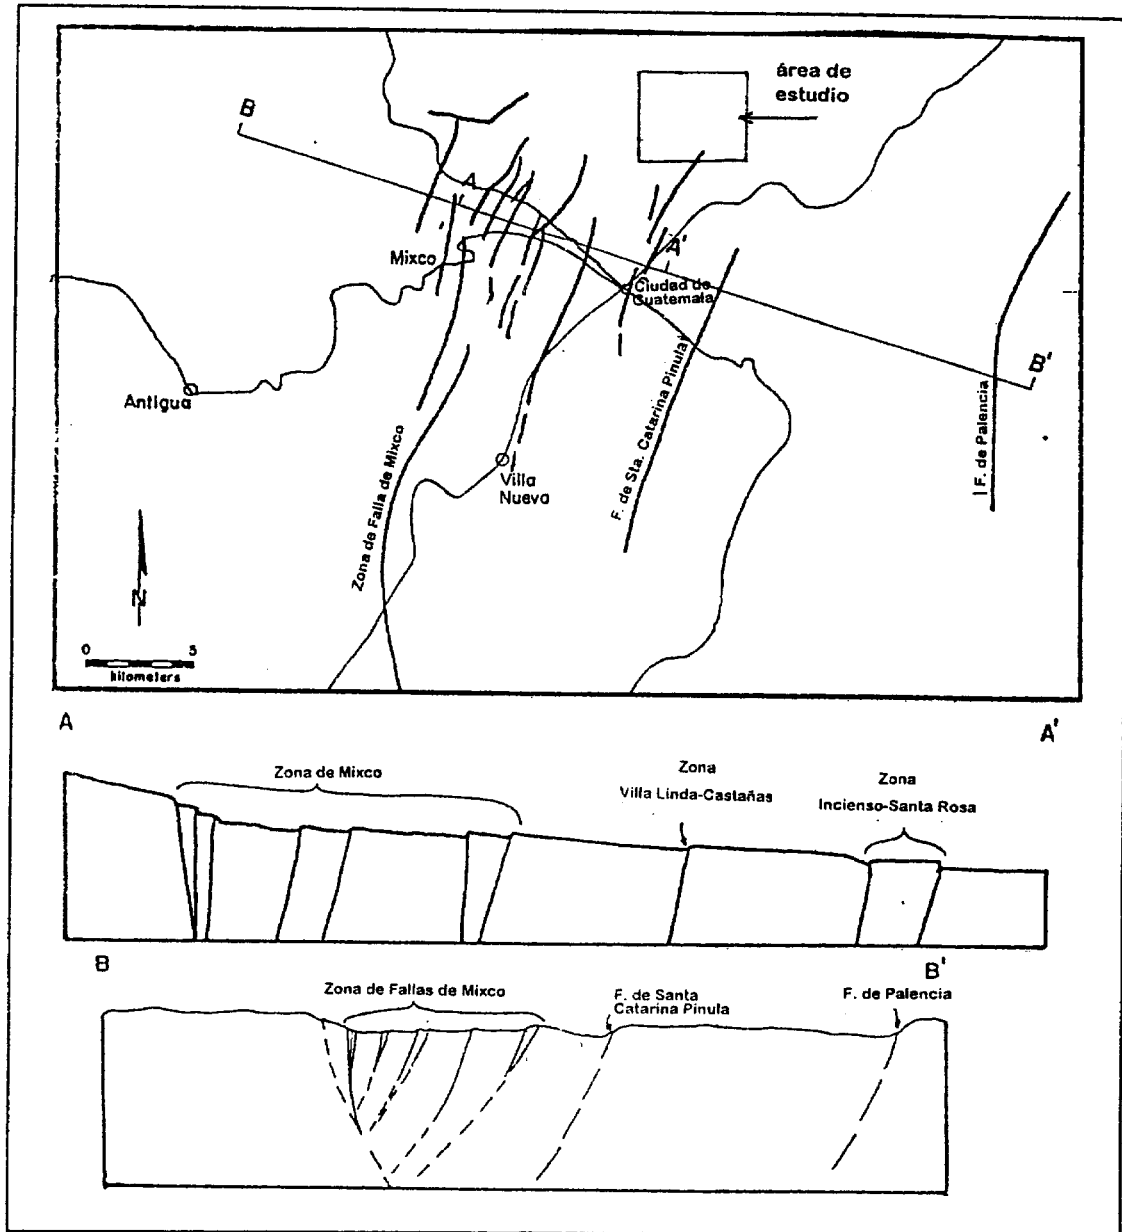 área de
estudio
B
A
A'
Mixco
Ciudad de
Guatemala
B'
Antigua
Villa
Nueva
Zona de Falla de Mixco
F. de Sta. Catarina Pinula
F. de Palencia
N
0 5
kilometers
A A'
Zona de Mixco
Zona
Villa Linda-Castañas
Zona
Incienso-Santa Rosa
B B'
Zona de Fallas de Mixco
F. de Santa
Catarina Pinula
F. de Palencia